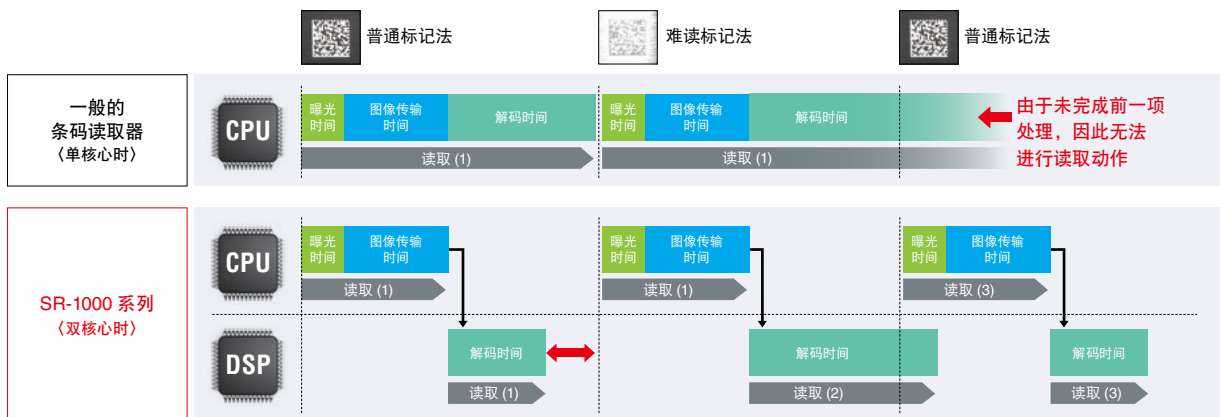 普通标记法
难读标记法
普通标记法
一般的
条码读取器
〈单核心时〉
CPU
曝光
时间
图像传输
时间
解码时间
读取 (1)
曝光
时间
图像传输
时间
解码时间
读取 (1)
由于未完成前一项
处理，因此无法
进行读取动作
SR-1000 系列
〈双核心时〉
CPU
曝光
时间
图像传输
时间
读取 (1)
曝光
时间
图像传输
时间
读取 (1)
曝光
时间
图像传输
时间
读取 (3)
DSP
解码时间
读取 (1)
解码时间
读取 (2)
解码时间
读取 (3)